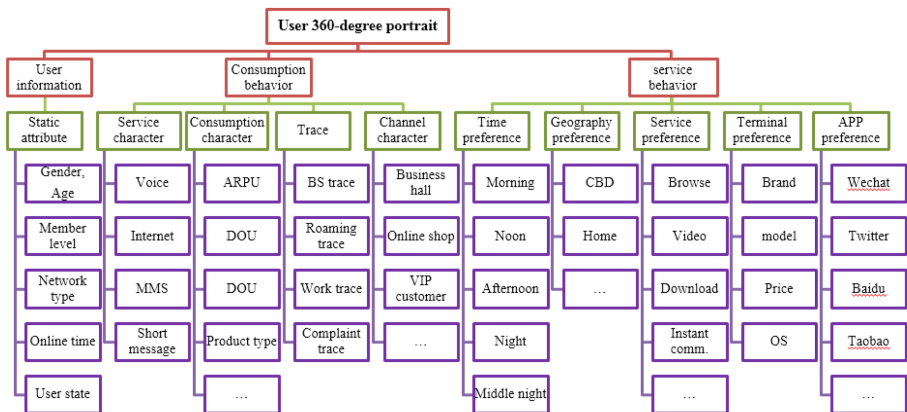 User 360-degree portrait
User
information
Consumption
behavior
service
behavior
Static
attribute
Service
character
Consumption
character
Trace
Channel
character
Time
preference
Geography
preference
Service
preference
Terminal
preference
APP
preference
Gender,
Age
Member
level
Network
type
Online time
User state
Voice
Internet
MMS
Short
message
ARPU
DOU
DOU
Product type
...
BS trace
Roaming
trace
Work trace
Complaint
trace
Business
hall
Online shop
VIP
customer
...
Morning
Noon
Afternoon
Night
Middle night
CBD
Home
...
Browse
Video
Download
Instant
comm.
...
Brand
model
Price
OS
Wechat
Twitter
Baidu
Taobao
...